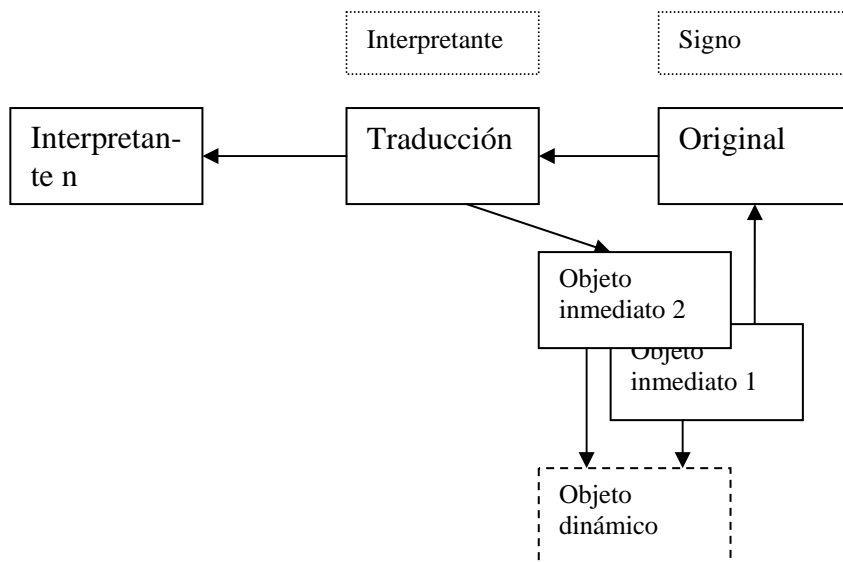 Interpretante
Signo
Interpretan-
te n
Traducción
Original
Objeto
inmediato 2
Objeto
inmediato 1
Objeto
dinámico